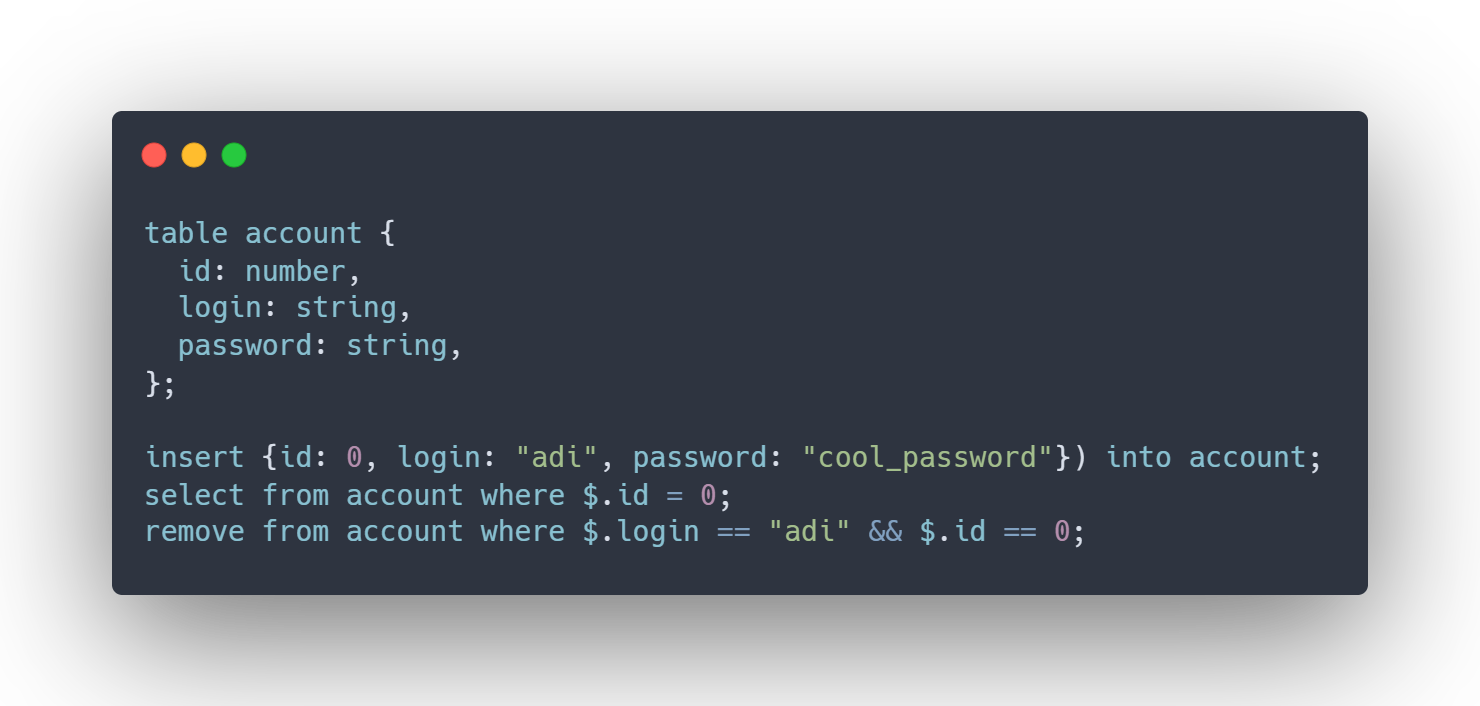 table account {
  id: number,
  login: string,
  password: string,
};

insert {id: 0, login: "adi", password: "cool_password"}) into account;
select from account where $.id = 0;
remove from account where $.login == "adi" && $.id == 0;